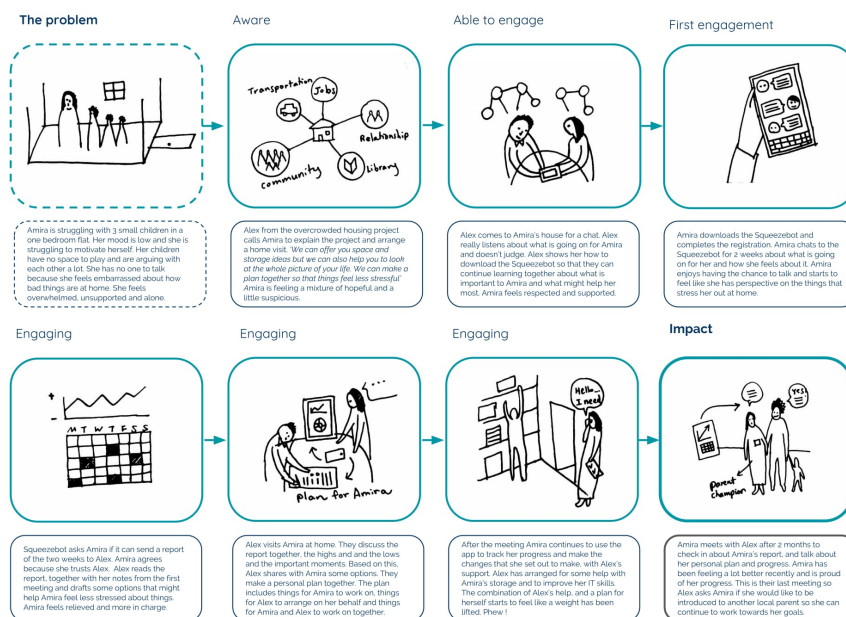 The problem
Aware
Able to engage
First engagement
Transportation
Jobs
Relationship
community
library
Amira is struggling with 3 small children in a
one bedroom flat. Her mood is low and she is
struggling to motivate herself. Her children
have no space to play and are arguing with
each other a lot. She has no one to talk
because she feels embarrassed about how
bad things are at home. She feels
overwhelmed, unsupported and alone.
Alex from the overcrowded housing project
calls Amira to explain the project and arrange
a home visit. 'We can offer you space and
storage ideas but we can also help you to look
at the whole picture of your life. We can make
a plan together so that things feel less stressful'
Amira is feeling a mixture of hopeful and a
little suspicious.
Alex comes to Amira's house for a chat. Alex
really listens about what is going on for Amira
and doesn't judge. Alex shows her how to
download the Squeezebot so that they can
continue learning together about what is
important to Amira and what might help her
most. Amira feels respected and supported.
Amira downloads the Squeezebot and
completes the registration. Amira chats to the
Squeezebot for 2 weeks about what is going
on for her and how she feels about it. Amira
enjoys having the chance to talk and starts to
feel like she has perspective on the things that
stress her out at home.
Engaging
Engaging
Engaging
Impact
+
-
M T W T F S S
...
plan for Amira
Hello...
I need
Yes!
Parent
champion
Squeezebot asks Amira if it can send a report
of the two weeks to Alex. Amira agrees
because she trusts Alex. Alex reads the
report, together with her notes from the first
meeting and drafts some options that might
help Amira feel less stressed about things.
Amira feels relieved and more in charge.
Alex visits Amira at home. They discuss the
report together, the highs and and the lows
and the important moments. Based on this,
Alex shares with Amira some options. They
make a personal plan together. The plan
includes things for Amira to work on, things
for Alex to arrange on her behalf and things
for Amira and Alex to work on together.
After the meeting Amira continues to use the
app to track her progress and make the
changes that she set out to make, with Alex's
support. Alex has arranged for some help with
Amira's storage and to improve her IT skills.
The combination of Alex's help, and a plan for
herself starts to feel like a weight has been
lifted. Phew !
Amira meets with Alex after 2 months to
check in about Amira's report, and talk about
her personal plan and progress. Amira has
been feeling a lot better recently and is proud
of her progress. This is their last meeting so
Alex asks Amira if she would like to be
introduced to another local parent so she can
continue to work towards her goals.